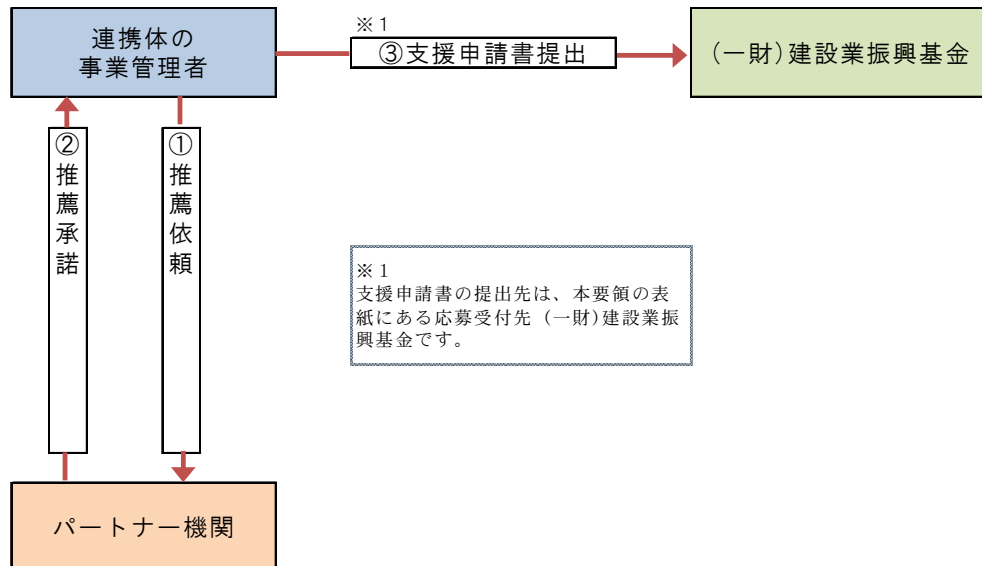 連携体の
事業管理者
※１
③支援申請書提出
(一財)建設業振興基金
②推薦承諾
①推薦依頼
※１
支援申請書の提出先は、本要領の表
紙にある応募受付先 (一財)建設業振
興基金です。
パートナー機関